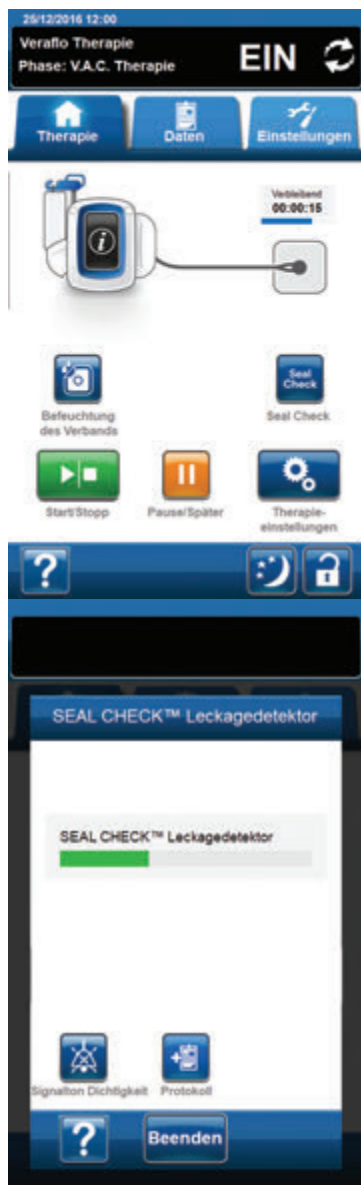 25/12/2016 12:00
Veraflo Therapie
Phase: V.A.C. Therapie
EIN
Therapie
Daten
Einstellungen
Verbleibend
00:00:15
Seal
Check
Befeuchtung
des Verbands
Seal Check
Start/Stopp
Pause/Später
Therapie-
einstellungen
?
SEAL CHECK™ Leckagedetektor
SEAL CHECK™ Leckagedetektor
Signalton Dichtigkeit
Protokoll
?
Beenden